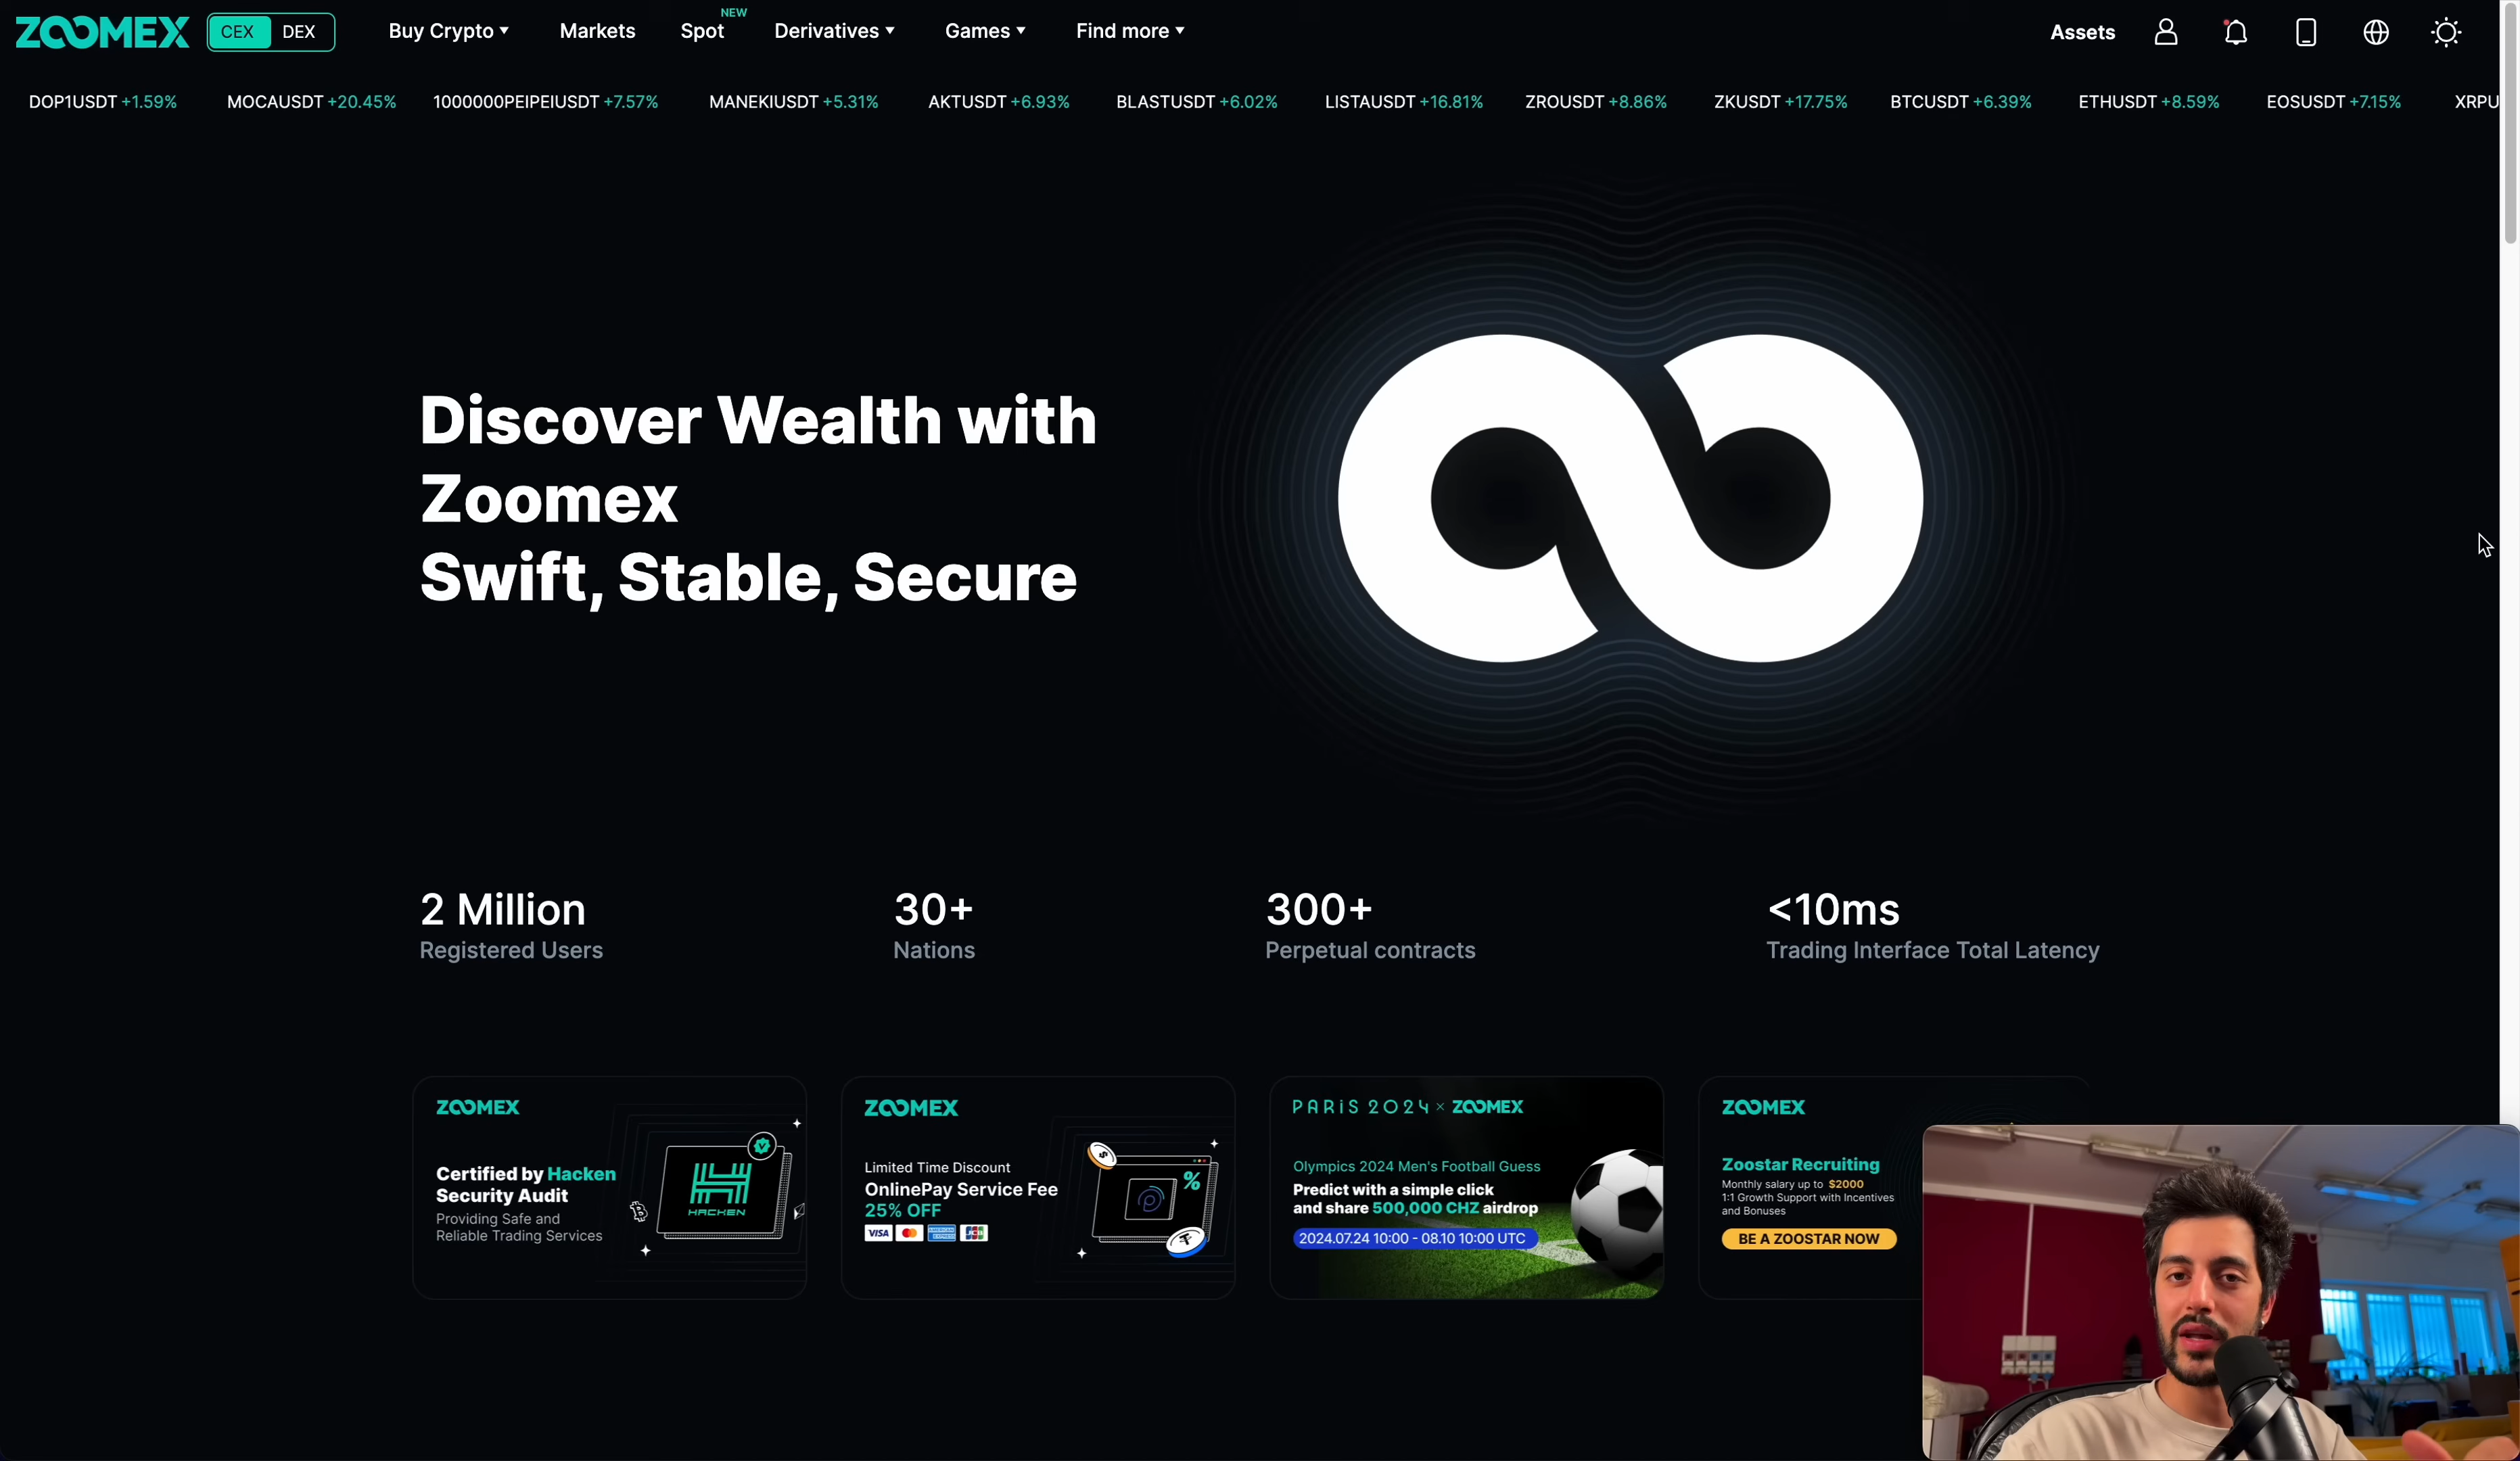 ZOOMEX
CEX DEX
Buy Crypto Markets Spot NEW Derivatives Games Find more Assets
DOP1USDT +1.59% MOCAUSDT +20.45% 1000000PEIPEIUSDT +7.57% MANEKIUSDT +5.31% AKTUSDT +6.93% BLASTUSDT +6.02% LISTAUSDT +16.81% ZROUSDT +8.86% ZKUSDT +17.75% BTCUSDT +6.39% ETHUSDT +8.59% EOSUSDT +7.15% XRPU
Discover Wealth with
Zoomex
Swift, Stable, Secure
2 Million
Registered Users
30+
Nations
300+
Perpetual contracts
<10ms
Trading Interface Total Latency
ZOOMEX
Certified by Hacken
Security Audit
Providing Safe and
Reliable Trading Services
HACKEN
ZOOMEX
Limited Time Discount
OnlinePay Service Fee
25% OFF
VISA
%
PARIS 2024 × ZOOMEX
Olympics 2024 Men's Football Guess
Predict with a simple click
and share 500,000 CHZ airdrop
2024.07.24 10:00 - 08.10 10:00 UTC
ZOOMEX
Zoostar Recruiting
Monthly salary up to $2000
1:1 Growth Support with Incentives
and Bonuses
BE A ZOOSTAR NOW